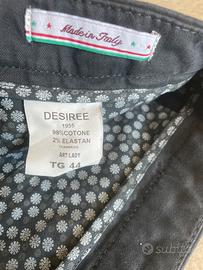 Made in Italy
DESIREE
1955
98%COTONE
2% ELASTAN
ART LADY
TG 44
subito